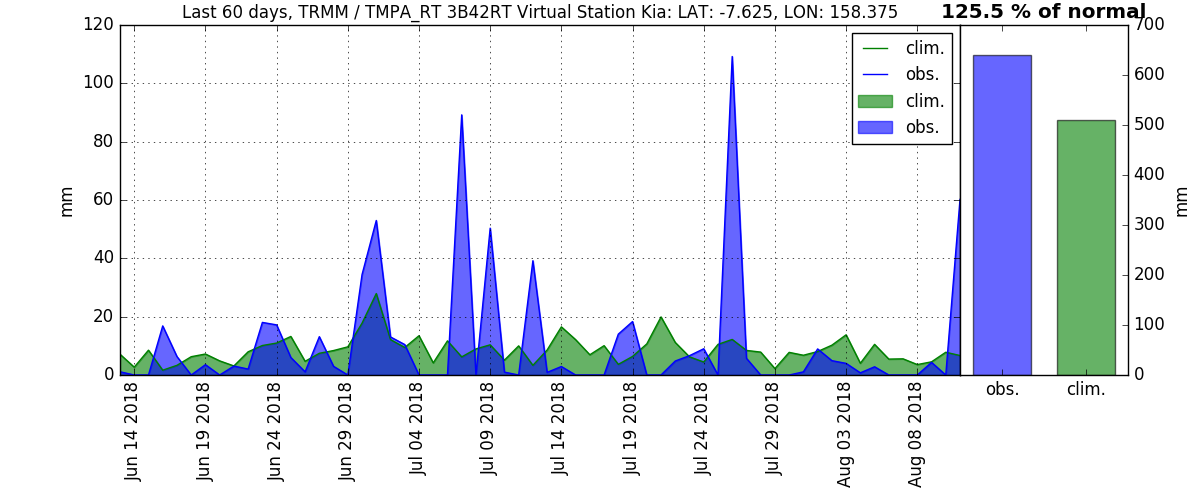 Last 60 days, TRMM / TMPA_RT 3B42RT Virtual Station Kia: LAT: -7.625, LON: 158.375
125.5 % of normal
120
100
80
60
40
20
0
mm
clim.
obs.
clim.
obs.
700
600
500
400
300
200
100
0
mm
obs.
clim.
Jun 14 2018
Jun 19 2018
Jun 24 2018
Jun 29 2018
Jul 04 2018
Jul 09 2018
Jul 14 2018
Jul 19 2018
Jul 24 2018
Jul 29 2018
Aug 03 2018
Aug 08 2018